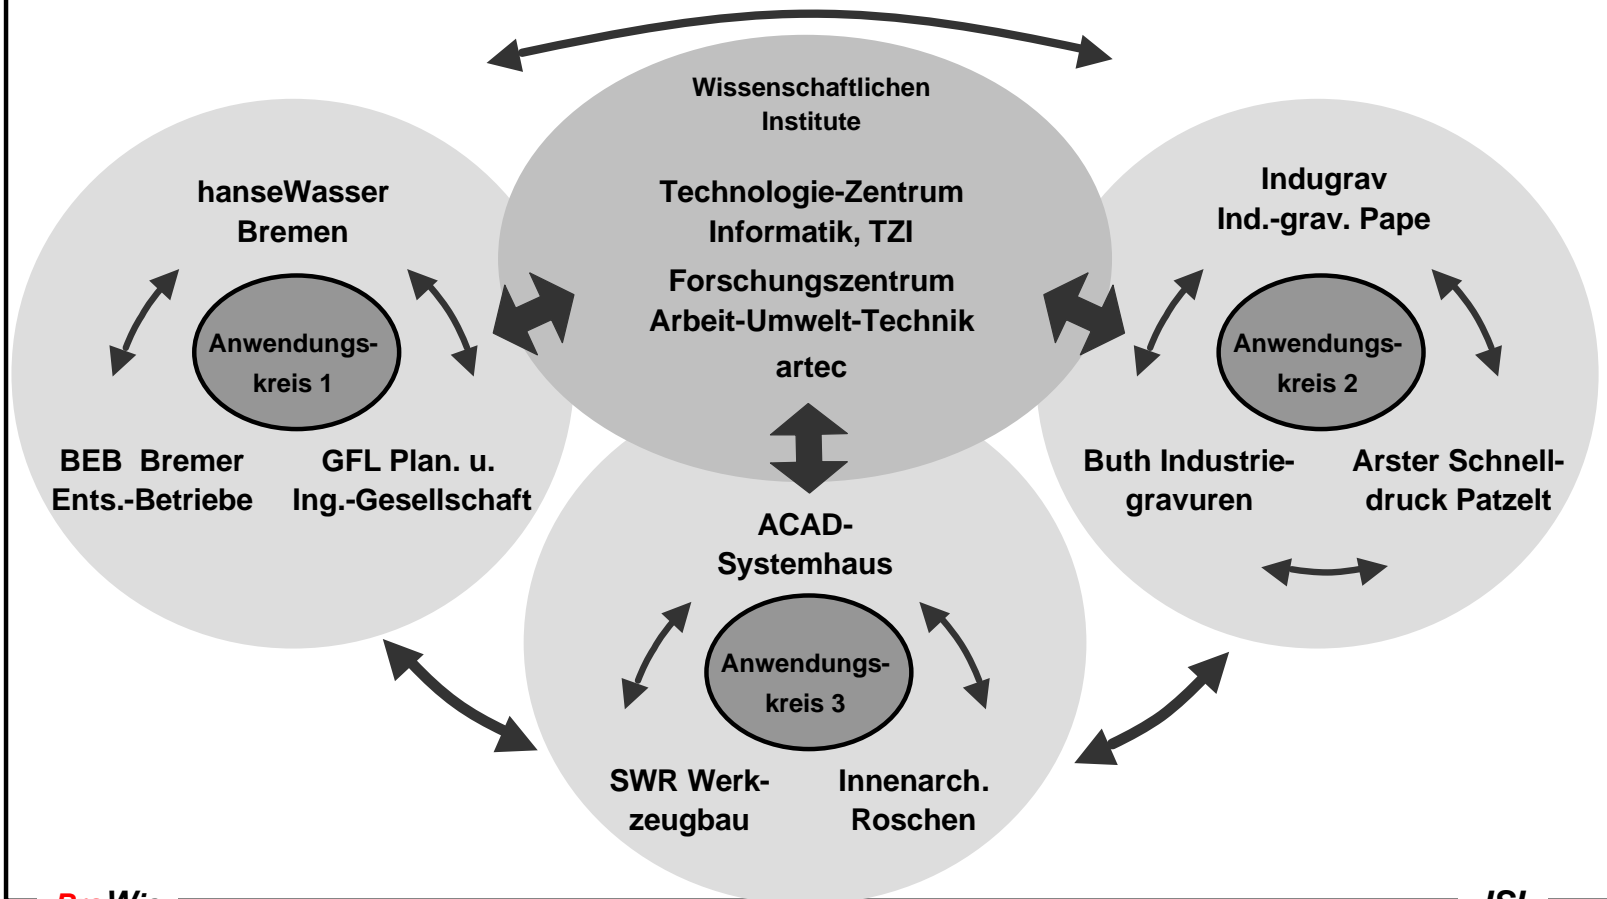 Wissenschaftlichen
Institute
Technologie-Zentrum
Informatik, TZI
Forschungszentrum
Arbeit-Umwelt-Technik
artec
hanseWasser
Bremen
Anwendungs-
kreis 1
BEB Bremer
Ents.-Betriebe
GFL Plan. u.
Ing.-Gesellschaft
Indugrav
Ind.-grav. Pape
Anwendungs-
kreis 2
Buth Industrie-
gravuren
Arster Schnell-
druck Patzelt
ACAD-
Systemhaus
Anwendungs-
kreis 3
SWR Werk-
zeugbau
Innenarch.
Roschen